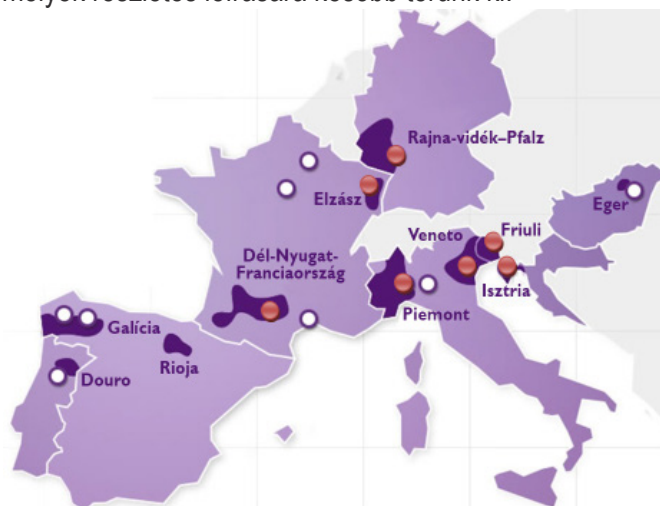 Rajna-vidék–Pfalz
Elzász
Eger
Veneto
Friuli
Dél-Nyugat-
Franciaország
Isztria
Piemont
Galícia
Rioja
Douro